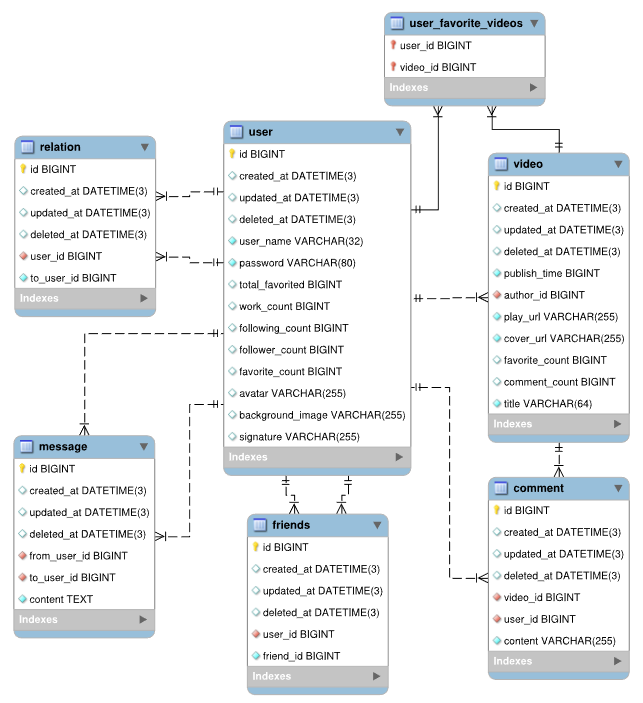 user_favorite_videos
user_id BIGINT
video_id BIGINT
Indexes
relation
id BIGINT
created_at DATETIME(3)
updated_at DATETIME(3)
deleted_at DATETIME(3)
user_id BIGINT
to_user_id BIGINT
Indexes
user
id BIGINT
created_at DATETIME(3)
updated_at DATETIME(3)
deleted_at DATETIME(3)
user_name VARCHAR(32)
password VARCHAR(80)
total_favorited BIGINT
work_count BIGINT
following_count BIGINT
follower_count BIGINT
favorite_count BIGINT
avatar VARCHAR(255)
background_image VARCHAR(255)
signature VARCHAR(255)
Indexes
video
id BIGINT
created_at DATETIME(3)
updated_at DATETIME(3)
deleted_at DATETIME(3)
publish_time BIGINT
author_id BIGINT
play_url VARCHAR(255)
cover_url VARCHAR(255)
favorite_count BIGINT
comment_count BIGINT
title VARCHAR(64)
Indexes
message
id BIGINT
created_at DATETIME(3)
updated_at DATETIME(3)
deleted_at DATETIME(3)
from_user_id BIGINT
to_user_id BIGINT
content TEXT
Indexes
friends
id BIGINT
created_at DATETIME(3)
updated_at DATETIME(3)
deleted_at DATETIME(3)
user_id BIGINT
friend_id BIGINT
Indexes
comment
id BIGINT
created_at DATETIME(3)
updated_at DATETIME(3)
deleted_at DATETIME(3)
video_id BIGINT
user_id BIGINT
content VARCHAR(255)
Indexes